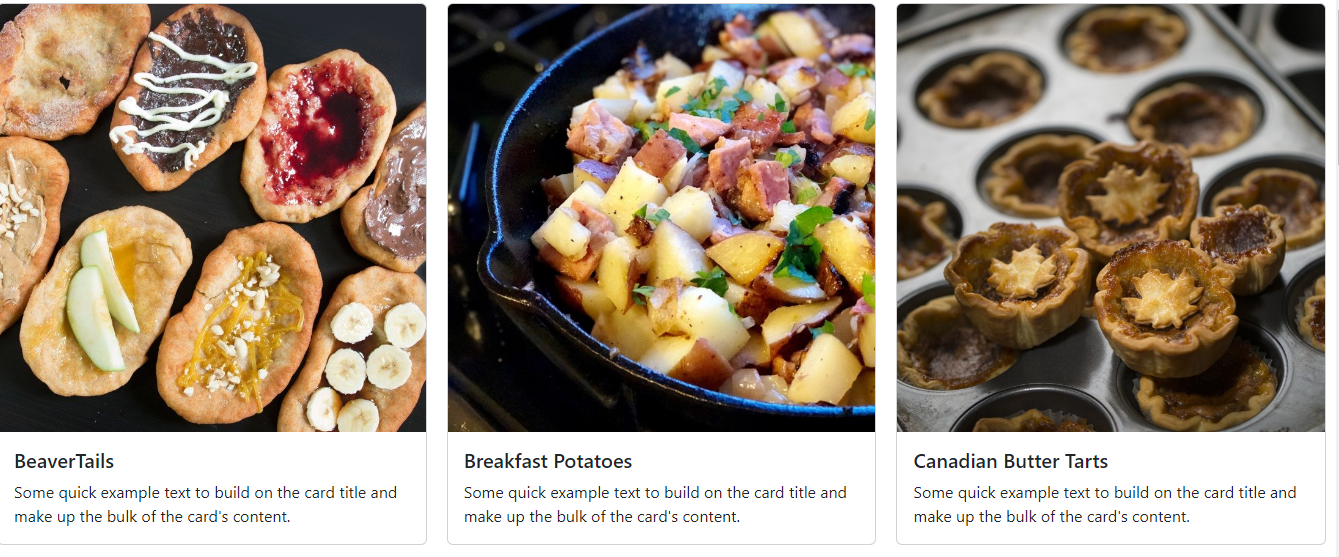 BeaverTails
Some quick example text to build on the card title and
make up the bulk of the card's content.
Breakfast Potatoes
Some quick example text to build on the card title and
make up the bulk of the card's content.
Canadian Butter Tarts
Some quick example text to build on the card title and
make up the bulk of the card's content.